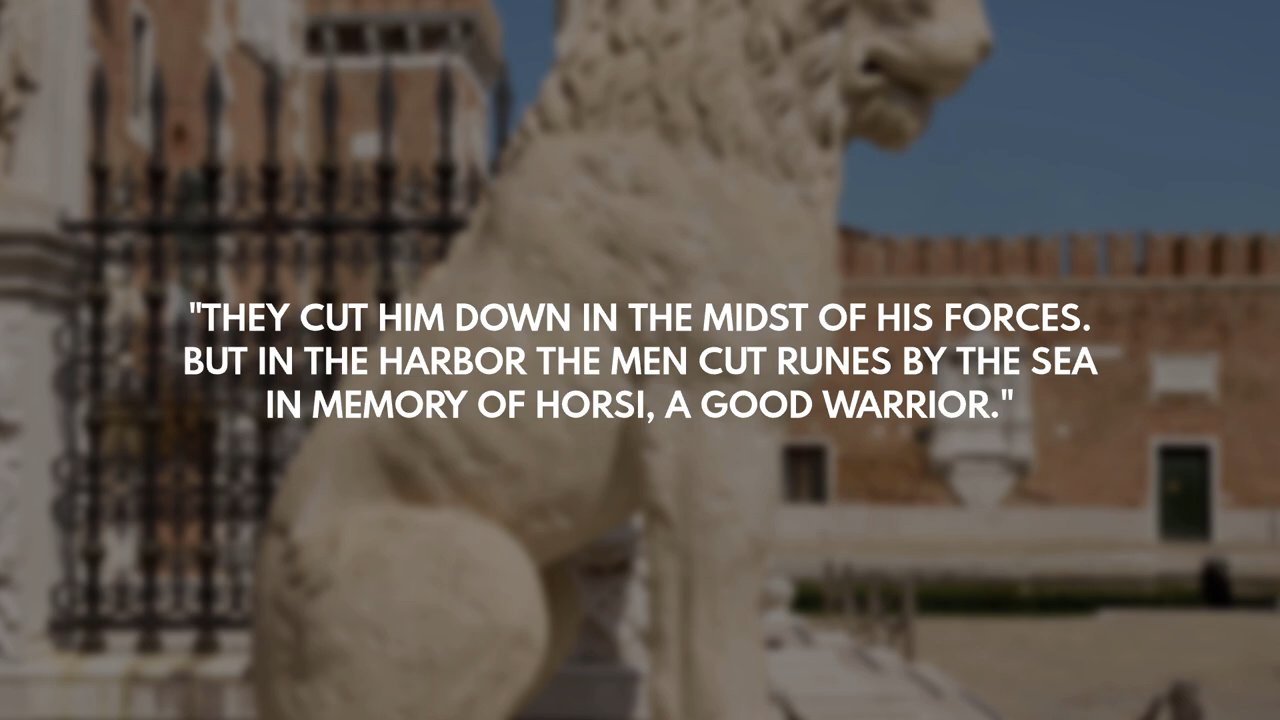 "THEY CUT HIM DOWN IN THE MIDST OF HIS FORCES.
BUT IN THE HARBOR THE MEN CUT RUNES BY THE SEA
IN MEMORY OF HORSI, A GOOD WARRIOR."